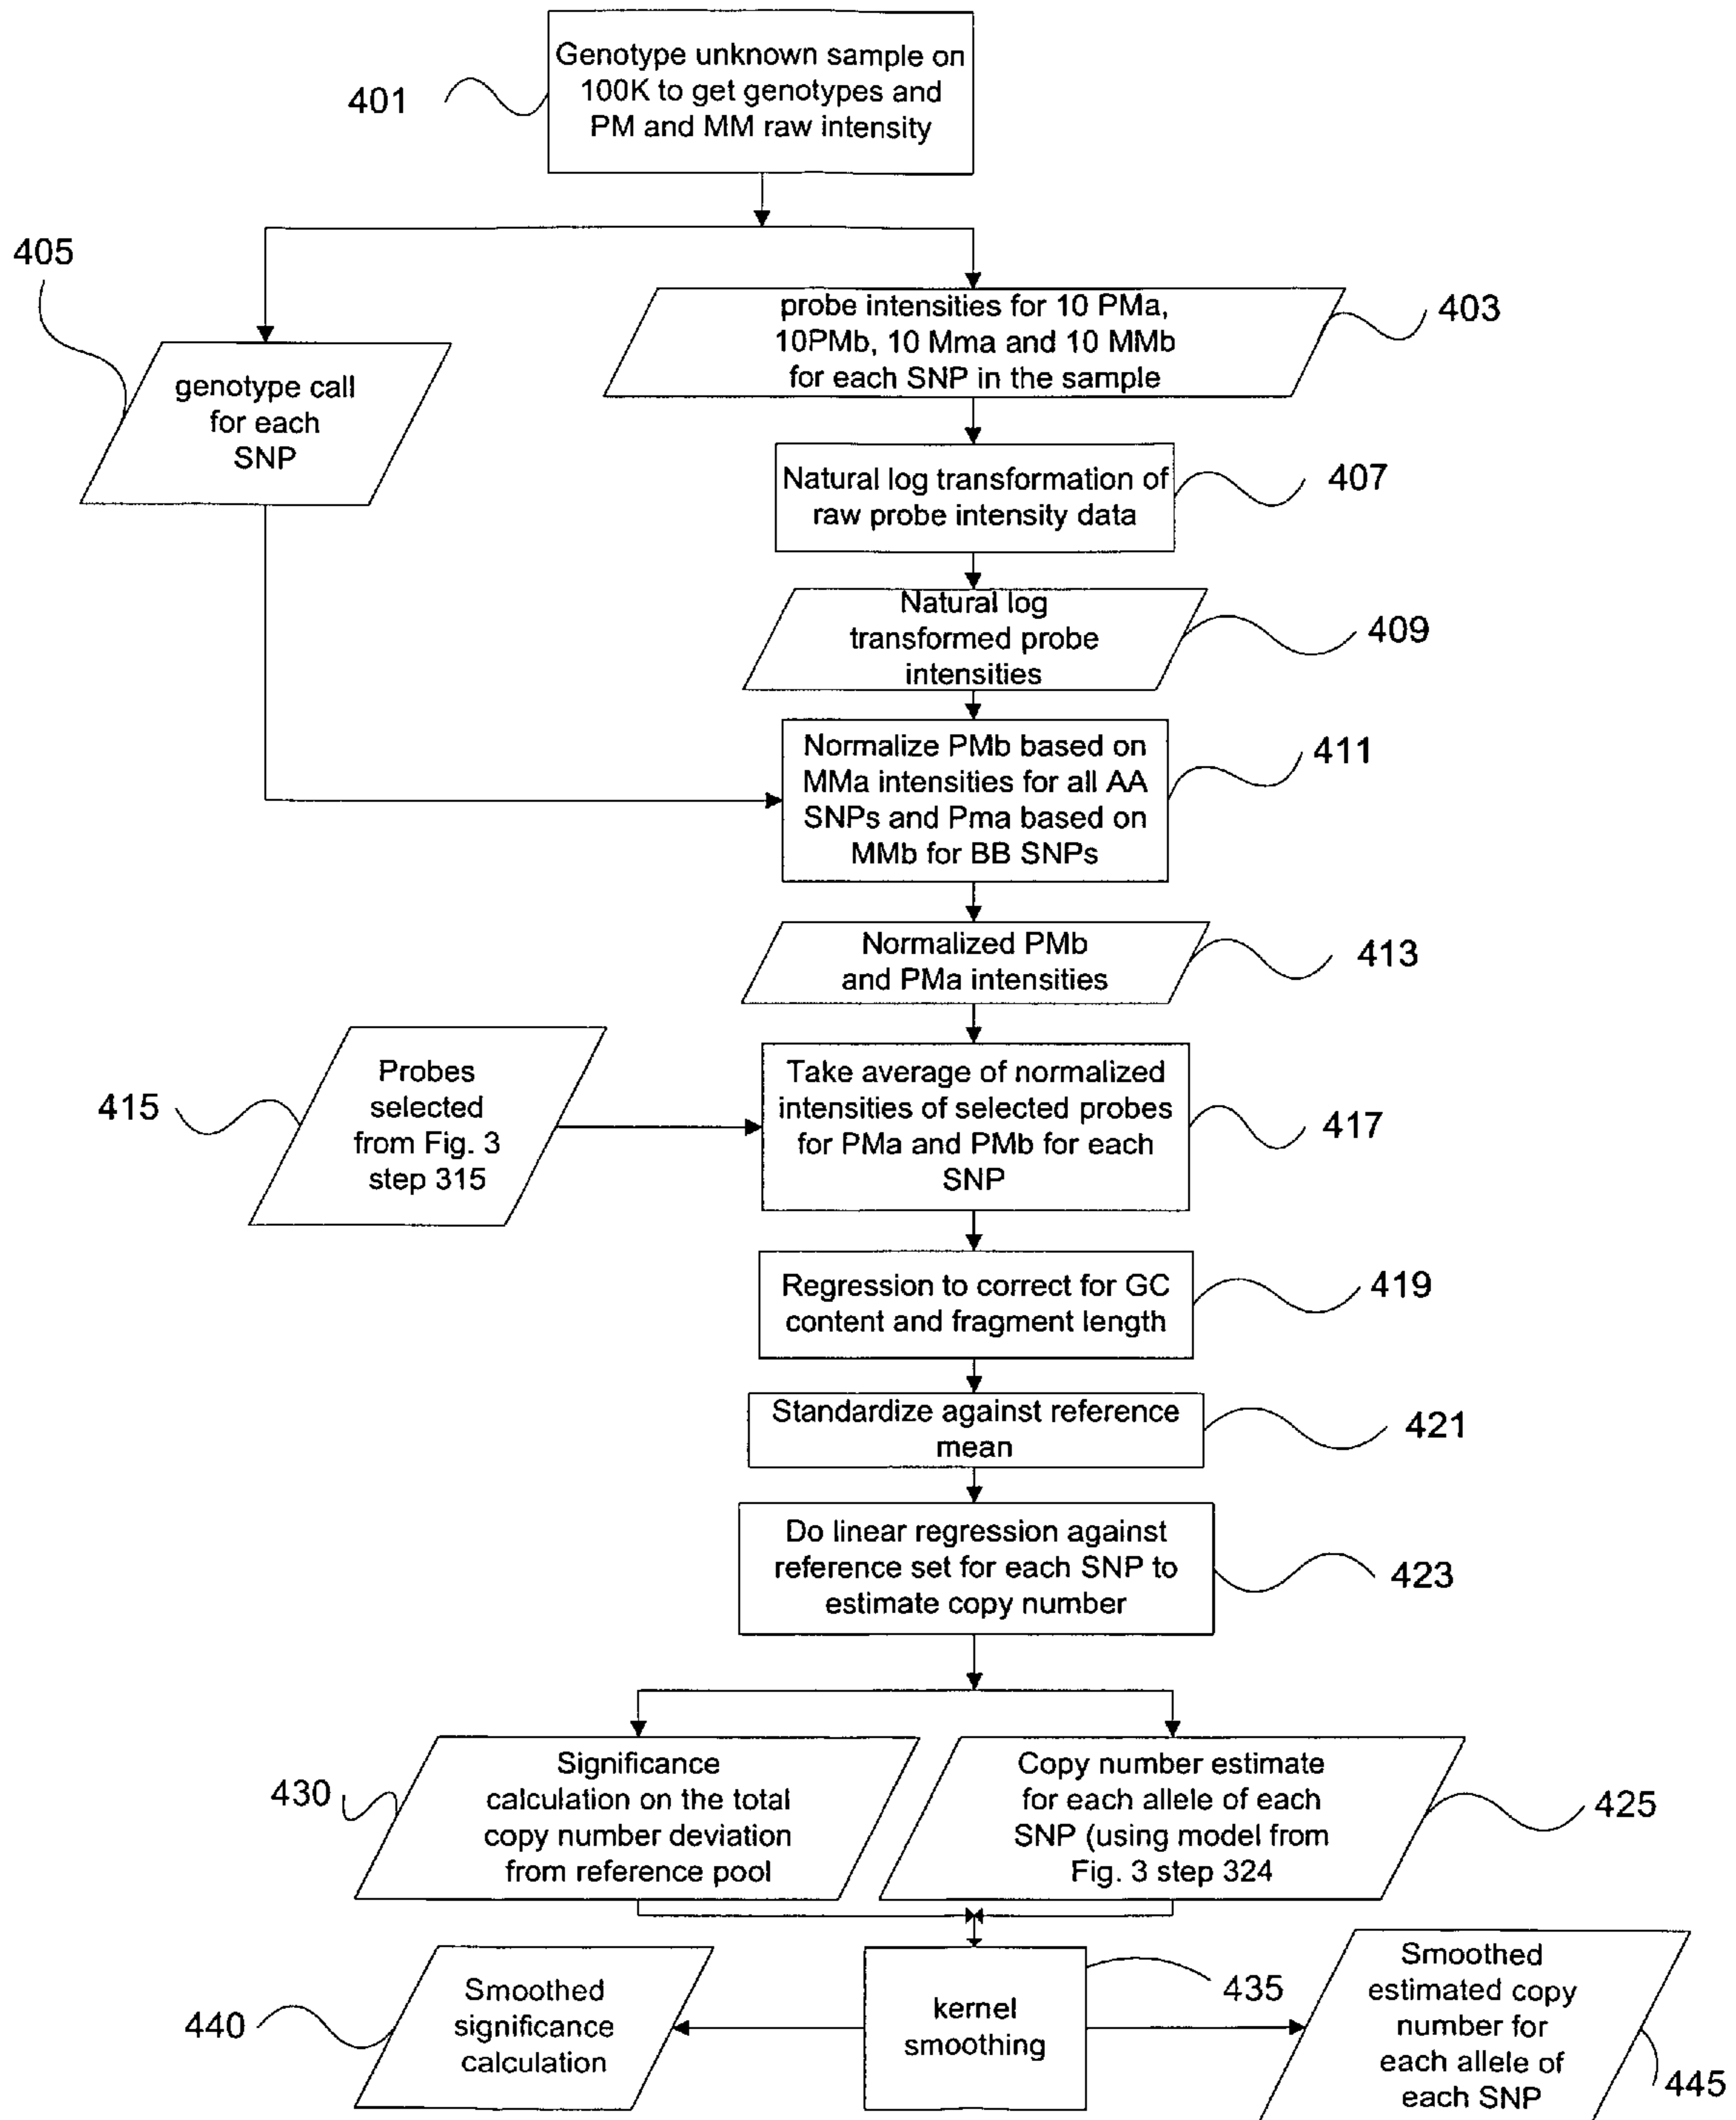 Genotype unknown sample on
100K to get genotypes and
PM and MM raw intensity
401
405
probe intensities for 10 PMa,
10PMb, 10 Mma and 10 MMb
for each SNP in the sample
403
genotype call
for each
SNP
Natural log transformation of
raw probe intensity data
407
Natural log
transformed probe
intensities
409
Normalize PMb based on
MMa intensities for all AA
SNPs and Pma based on
MMb for BB SNPs
411
Normalized PMb
and PMa intensities
413
Probes
selected
from Fig. 3
step 315
415
Take average of normalized
intensities of selected probes
for PMa and PMb for each
SNP
417
Regression to correct for GC
content and fragment length
419
Standardize against reference
mean
421
Do linear regression against
reference set for each SNP to
estimate copy number
423
Significance
calculation on the total
copy number deviation
from reference pool
430
Copy number estimate
for each allele of each
SNP (using model from
Fig. 3 step 324
425
Smoothed
significance
calculation
440
kernel
smoothing
435
Smoothed
estimated copy
number for
each allele of
each SNP
445